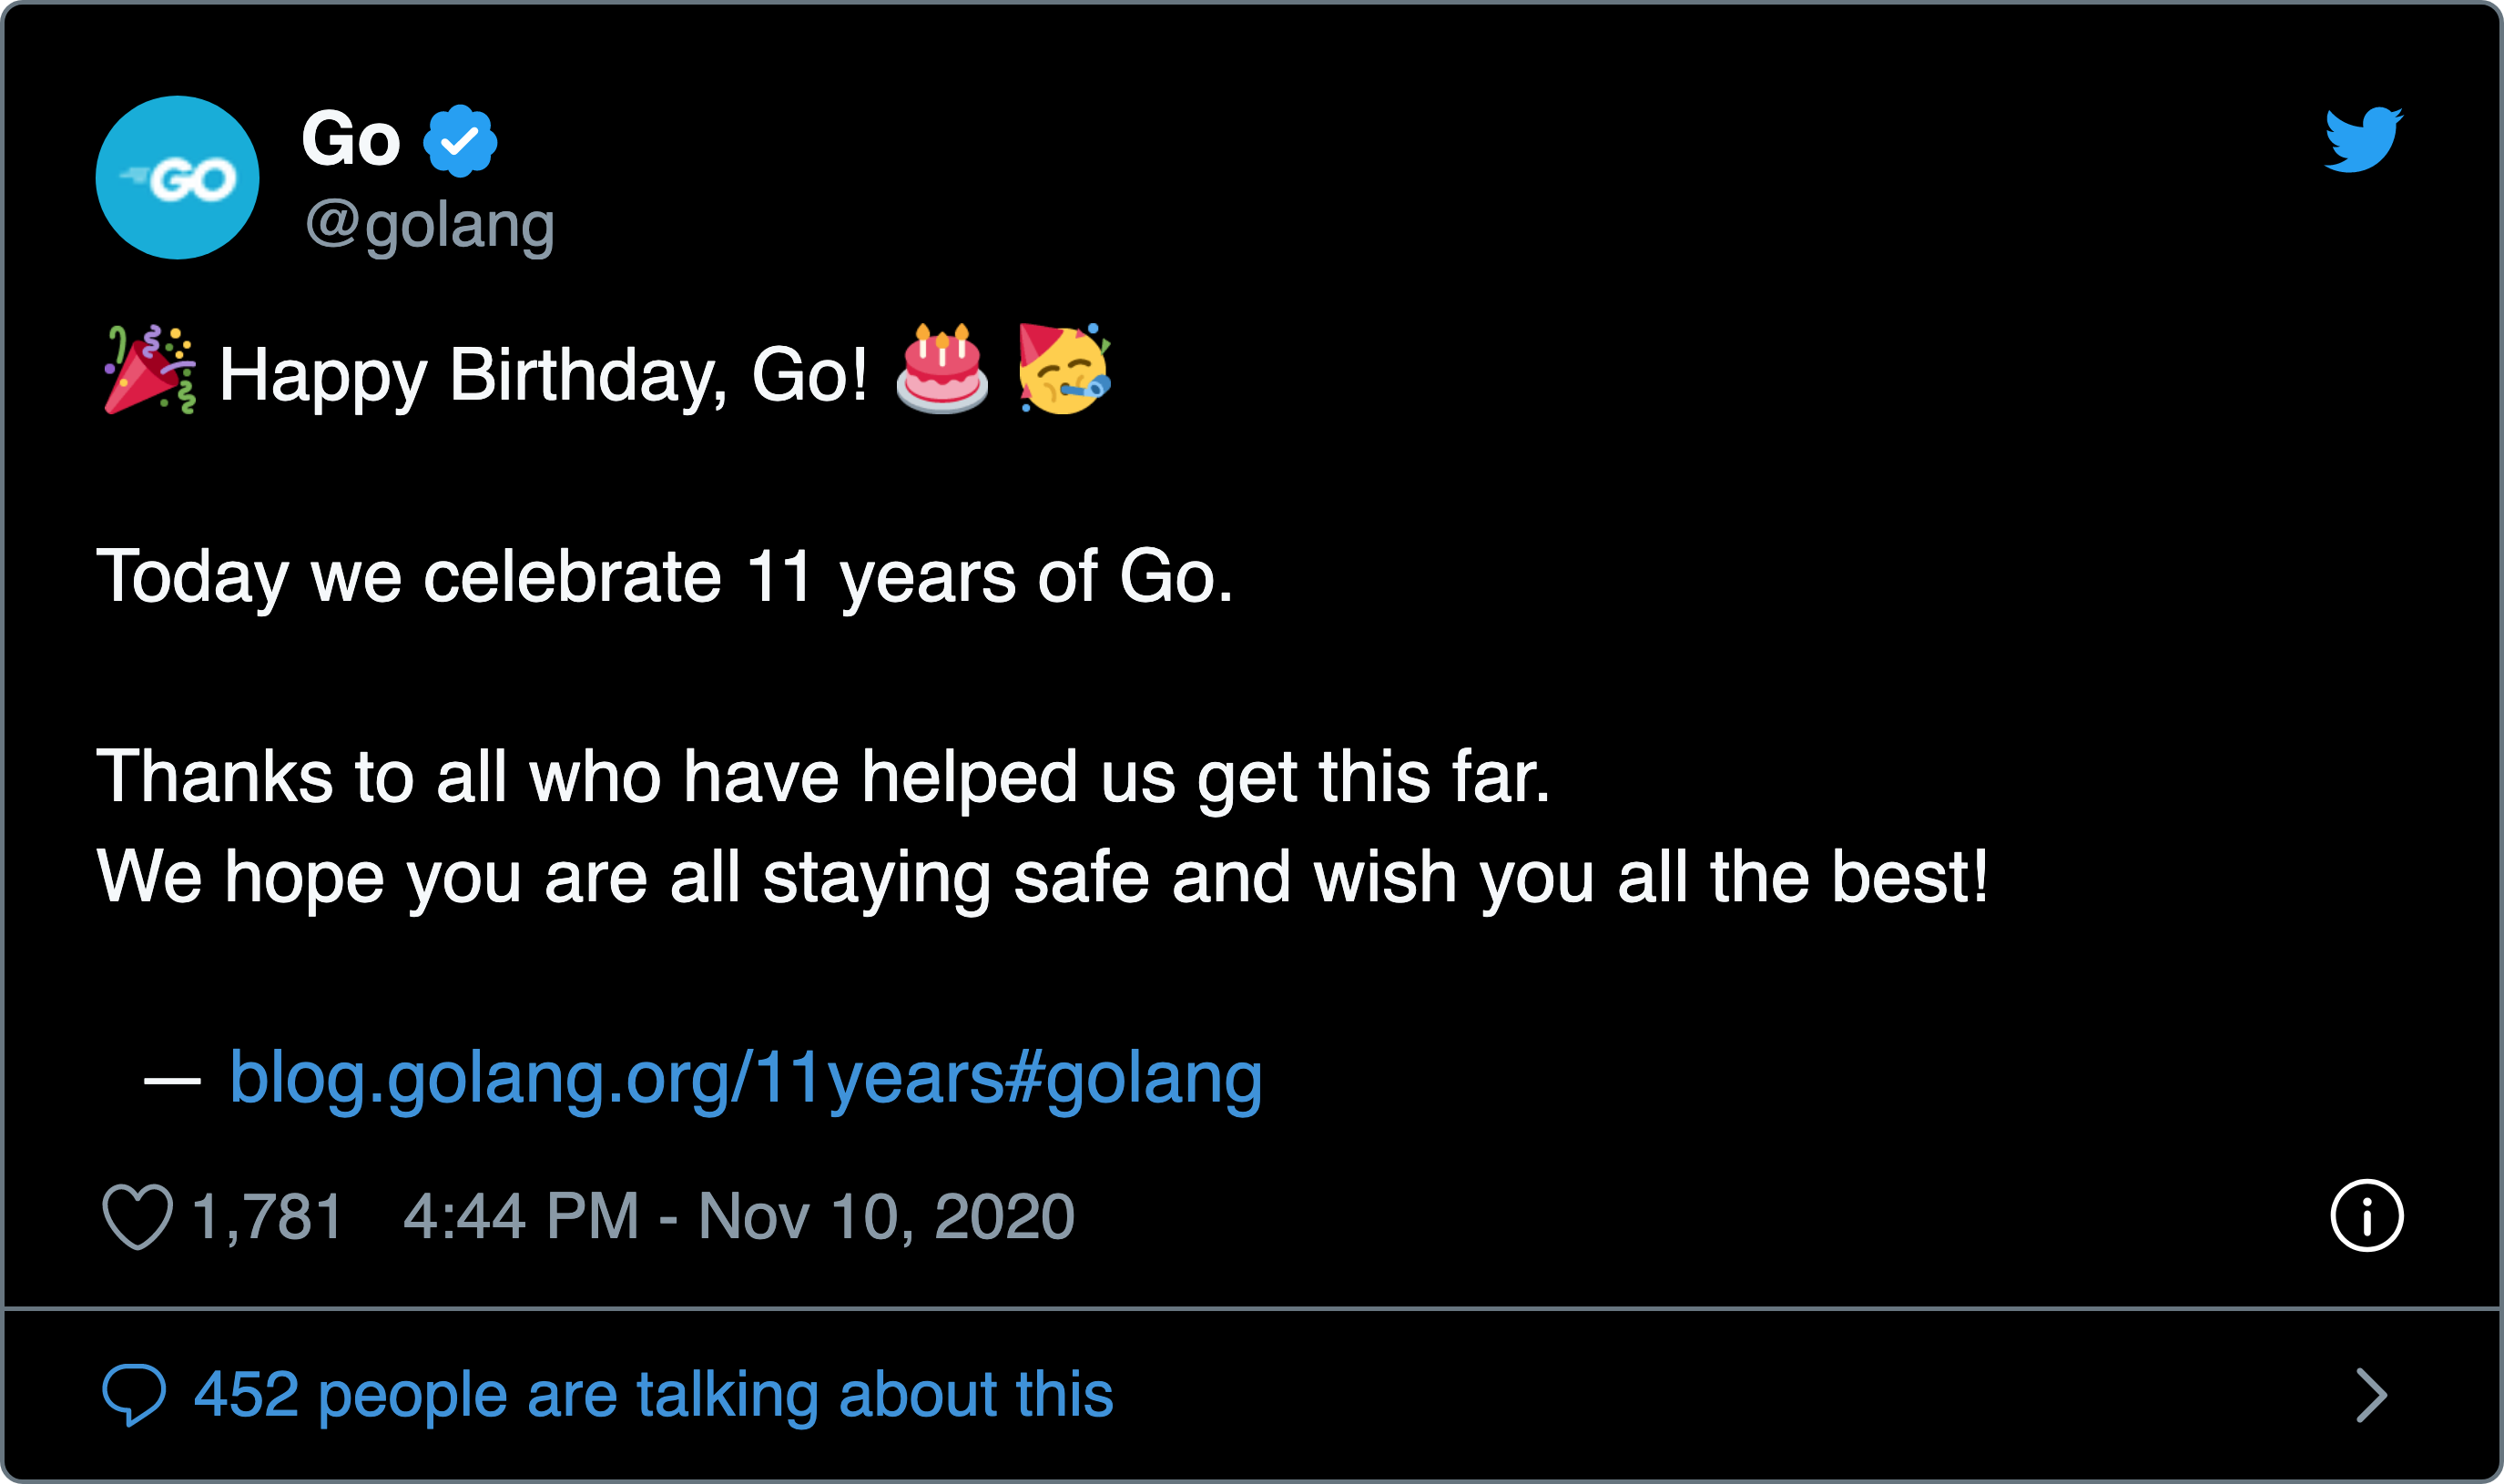 GO
Go
@golang
🎉 Happy Birthday, Go! 🎂 🥳
Today we celebrate 11 years of Go.
Thanks to all who have helped us get this far.
We hope you are all staying safe and wish you all the best!
— blog.golang.org/11years#golang
1,781 4:44 PM - Nov 10, 2020
452 people are talking about this